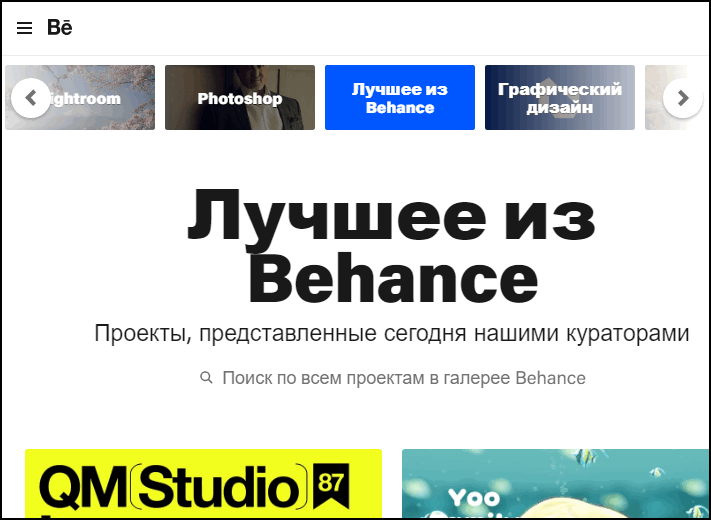 Bē
ightroom
Photoshop
Лучшее из
Behance
Графический
дизайн
Лучшее из
Behance
Проекты, представленные сегодня нашими кураторами
Поиск по всем проектам в галерее Behance
QM(Studio) 87
Yoo